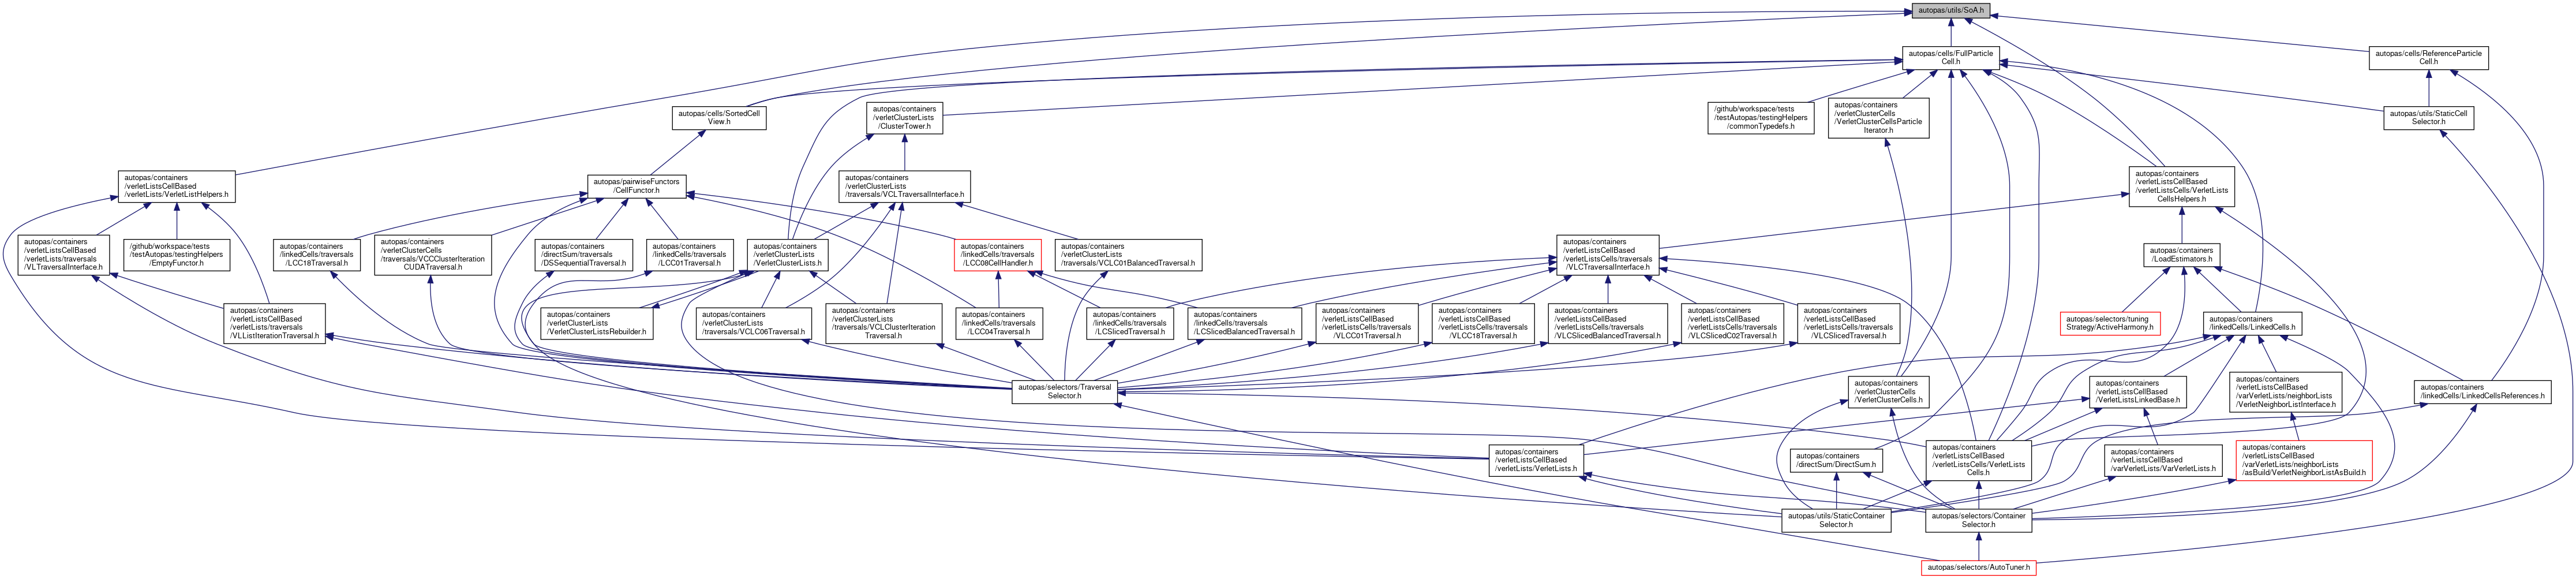 autopas/utils/SoA.h
autopas/cells/FullParticle
Cell.h
autopas/cells/ReferenceParticle
Cell.h
autopas/cells/SortedCell
View.h
autopas/containers
/verletClusterLists
/ClusterTower.h
/github/workspace/tests
/testAutopas/testingHelpers
/commonTypedefs.h
autopas/containers
/verletClusterCells
/VerletClusterCellsParticle
Iterator.h
autopas/utils/StaticCell
Selector.h
autopas/containers
/verletListsCellBased
/verletLists/VerletListHelpers.h
autopas/pairwiseFunctors
/CellFunctor.h
autopas/containers
/verletClusterLists
/traversals/VCLTraversalInterface.h
autopas/containers
/verletListsCellBased
/verletListsCells/VerletLists
CellsHelpers.h
autopas/containers
/verletListsCellBased
/verletLists/traversals
/VLTraversalInterface.h
/github/workspace/tests
/testAutopas/testingHelpers
/EmptyFunctor.h
autopas/containers
/linkedCells/traversals
/LCC18Traversal.h
autopas/containers
/verletClusterCells
/traversals/VCCClusterIteration
CUDATraversal.h
autopas/containers
/directSum/traversals
/DSSequentialTraversal.h
autopas/containers
/linkedCells/traversals
/LCC01Traversal.h
autopas/containers
/verletClusterLists
/VerletClusterLists.h
autopas/containers
/linkedCells/traversals
/LCC08CellHandler.h
autopas/containers
/verletClusterLists
/traversals/VCLC01BalancedTraversal.h
autopas/containers
/verletListsCellBased
/verletListsCells/traversals
/VLCTraversalInterface.h
autopas/containers
/LoadEstimators.h
autopas/containers
/verletListsCellBased
/verletLists/traversals
/VLListIterationTraversal.h
autopas/containers
/verletClusterLists
/VerletClusterListsRebuilder.h
autopas/containers
/verletClusterLists
/traversals/VCLC06Traversal.h
autopas/containers
/verletClusterLists
/traversals/VCLClusterIteration
Traversal.h
autopas/containers
/linkedCells/traversals
/LCC04Traversal.h
autopas/containers
/linkedCells/traversals
/LCSlicedTraversal.h
autopas/containers
/linkedCells/traversals
/LCSlicedBalancedTraversal.h
autopas/containers
/verletListsCellBased
/verletListsCells/traversals
/VLCC01Traversal.h
autopas/containers
/verletListsCellBased
/verletListsCells/traversals
/VLCC18Traversal.h
autopas/containers
/verletListsCellBased
/verletListsCells/traversals
/VLCSlicedBalancedTraversal.h
autopas/containers
/verletListsCellBased
/verletListsCells/traversals
/VLCSlicedC02Traversal.h
autopas/containers
/verletListsCellBased
/verletListsCells/traversals
/VLCSlicedTraversal.h
autopas/selectors/tuning
Strategy/ActiveHarmony.h
autopas/containers
/linkedCells/LinkedCells.h
autopas/selectors/Traversal
Selector.h
autopas/containers
/verletClusterCells
/VerletClusterCells.h
autopas/containers
/verletListsCellBased
/VerletListsLinkedBase.h
autopas/containers
/verletListsCellBased
/varVerletLists/neighborLists
/VerletNeighborListInterface.h
autopas/containers
/linkedCells/LinkedCellsReferences.h
autopas/containers
/verletListsCellBased
/verletLists/VerletLists.h
autopas/containers
/directSum/DirectSum.h
autopas/containers
/verletListsCellBased
/verletListsCells/VerletLists
Cells.h
autopas/containers
/verletListsCellBased
/varVerletLists/VarVerletLists.h
autopas/containers
/verletListsCellBased
/varVerletLists/neighborLists
/asBuild/VerletNeighborListAsBuild.h
autopas/utils/StaticContainer
Selector.h
autopas/selectors/Container
Selector.h
autopas/selectors/AutoTuner.h